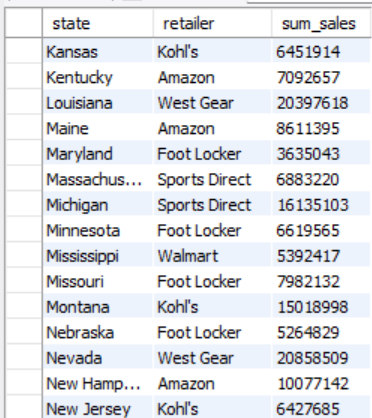 state retailer sum_sales
Kansas Kohl's 6451914
Kentucky Amazon 7092657
Louisiana West Gear 20397618
Maine Amazon 8611395
Maryland Foot Locker 3635043
Massachus... Sports Direct 6883220
Michigan Sports Direct 16135103
Minnesota Foot Locker 6619565
Mississippi Walmart 5392417
Missouri Foot Locker 7982132
Montana Kohl's 15018998
Nebraska Foot Locker 5264829
Nevada West Gear 20858509
New Hamp... Amazon 10077142
New Jersey Kohl's 6427685